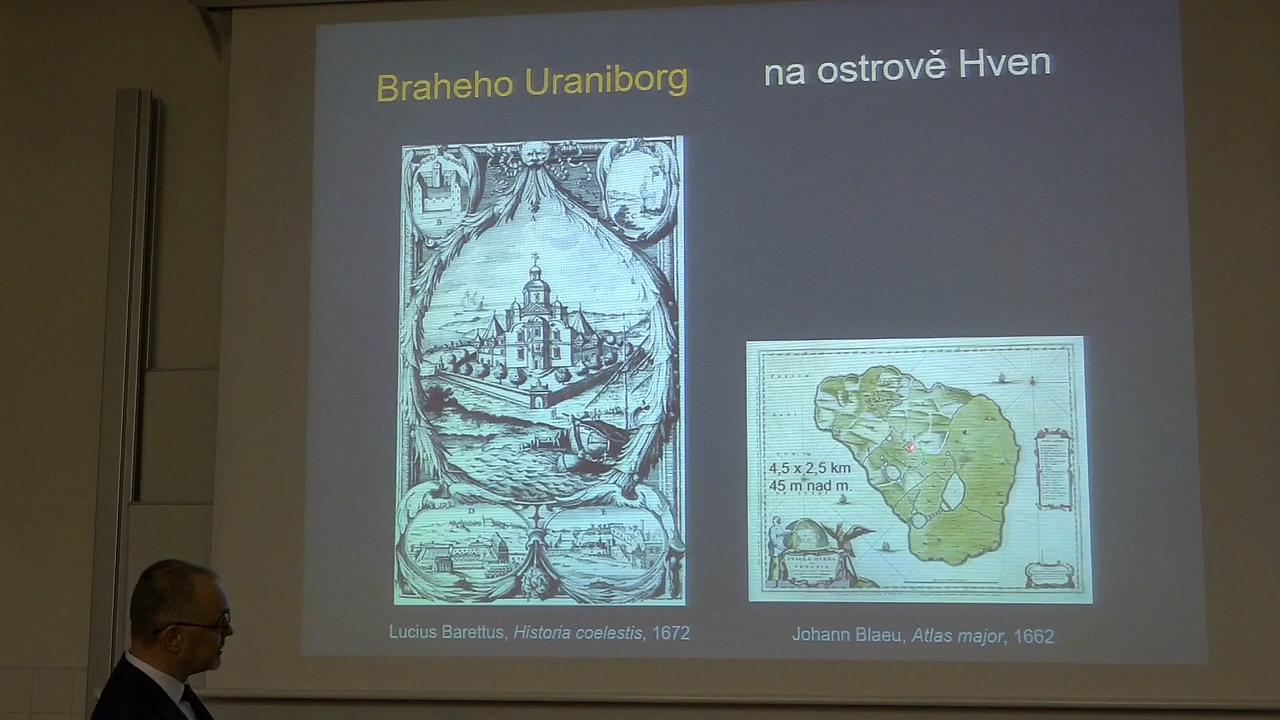 Braheho Uraniborg
na ostrově Hven
4,5 x 2,5 km
45 m nad m.
Lucius Barettus, Historia coelestis, 1672
Johann Blaeu, Atlas major, 1662